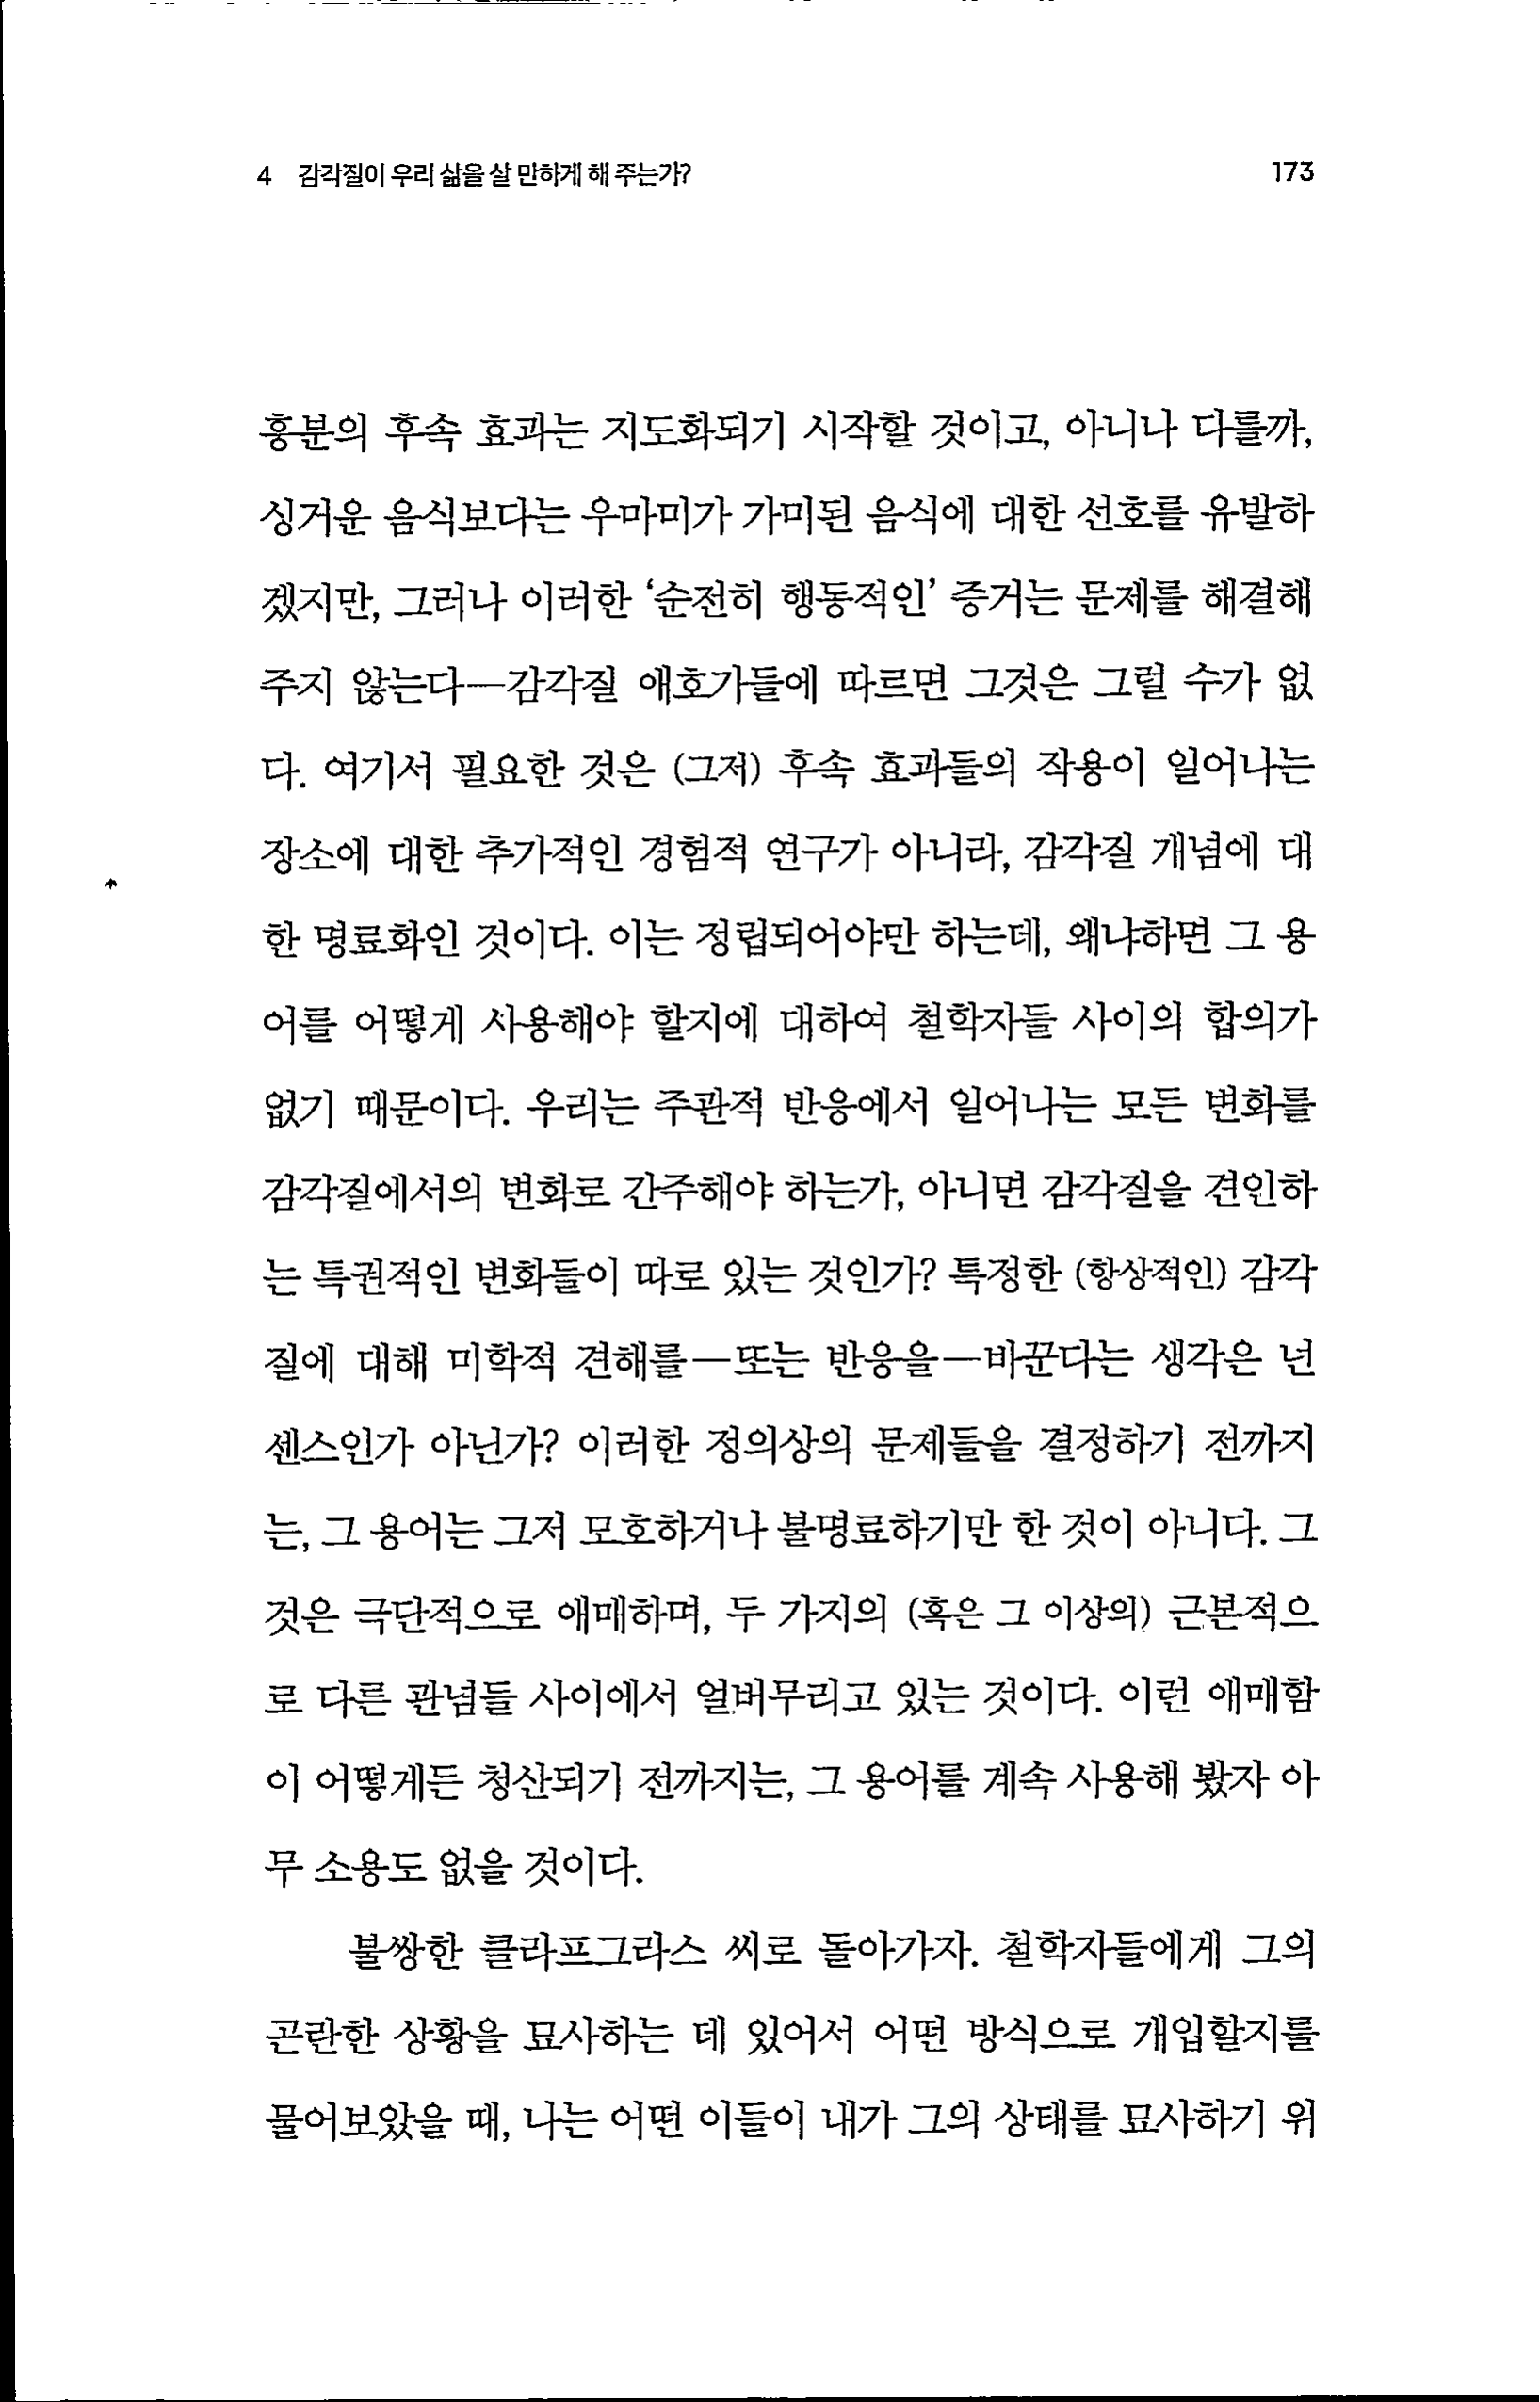 4 감각질이 우리 삶을 살 만하게 해 주는가?
173
흥분의 후속 효과는 지도화되기 시작할 것이고, 아니나 다를까,
싱거운 음식보다는 우마미가 가미된 음식에 대한 선호를 유발하
겠지만, 그러나 이러한 ‘순전히 행동적인’ 증거는 문제를 해결해
주지 않는다—감각질 애호가들에 따르면 그것은 그럴 수가 없
다. 여기서 필요한 것은 (그저) 후속 효과들의 작용이 일어나는
장소에 대한 추가적인 경험적 연구가 아니라, 감각질 개념에 대
한 명료화인 것이다. 이는 정립되어야만 하는데, 왜냐하면 그 용
어를 어떻게 사용해야 할지에 대하여 철학자들 사이의 합의가
없기 때문이다. 우리는 주관적 반응에서 일어나는 모든 변화를
감각질에서의 변화로 간주해야 하는가, 아니면 감각질을 견인하
는 특권적인 변화들이 따로 있는 것인가? 특정한 (항상적인) 감각
질에 대해 미학적 견해를—또는 반응을—바꾼다는 생각은 넌
센스인가 아닌가? 이러한 정의상의 문제들을 결정하기 전까지
는, 그 용어는 그저 모호하거나 불명료하기만 한 것이 아니다. 그
것은 극단적으로 애매하며, 두 가지의 (혹은 그 이상의) 근본적으
로 다른 관념들 사이에서 얼버무리고 있는 것이다. 이런 애매함
이 어떻게든 청산되기 전까지는, 그 용어를 계속 사용해 봤자 아
무 소용도 없을 것이다.
불쌍한 클라프그라스 씨로 돌아가자. 철학자들에게 그의
곤란한 상황을 묘사하는 데 있어서 어떤 방식으로 개입할지를
물어보았을 때, 나는 어떤 이들이 내가 그의 상태를 묘사하기 위